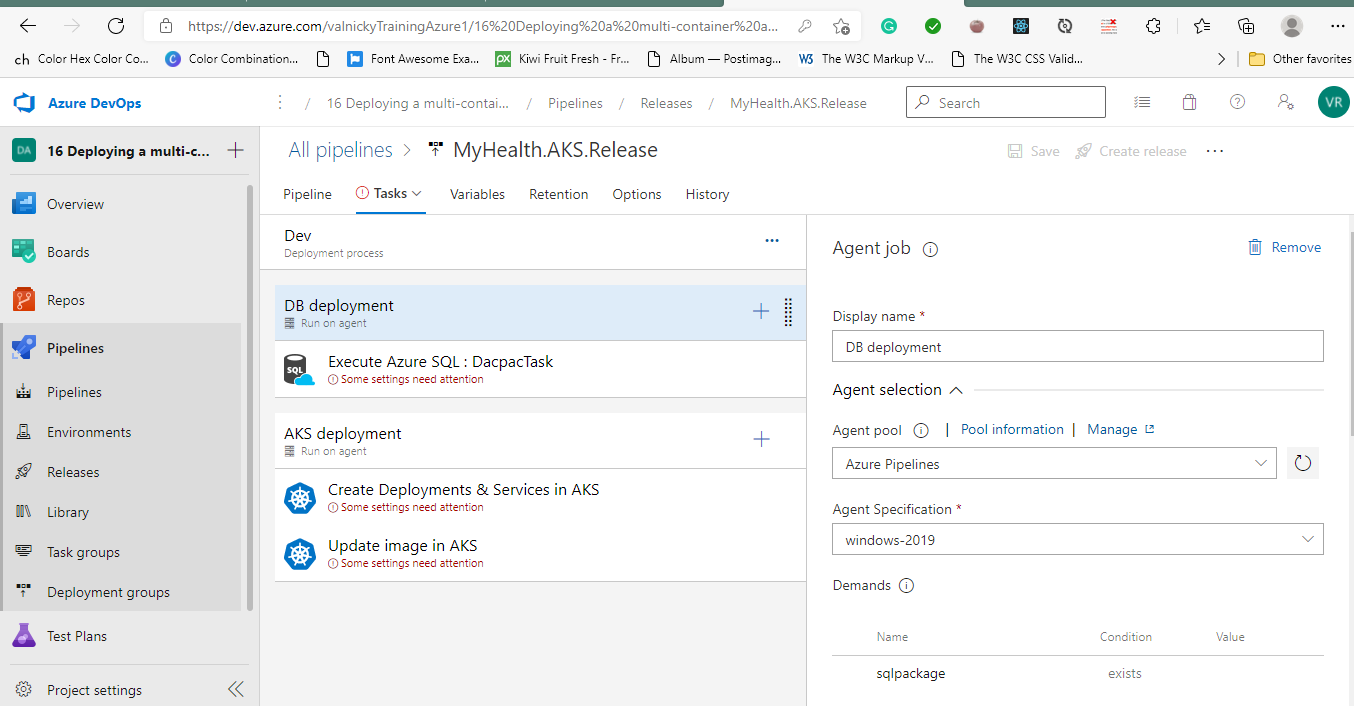 https://dev.azure.com/valnickyTrainingAzure1/16%20Deploying%20a%20multi-container%20a...
ch Color Hex Color Co...
C Color Combination...
Font Awesome Exa...
px Kiwi Fruit Fresh - Fr...
Album — Postimag...
W3 The W3C Markup V...
The W3C CSS Valid...
Other favorites
Azure DevOps
/ 16 Deploying a multi-contai... / Pipelines / Releases / MyHealth.AKS.Release
Search
VR
DA 16 Deploying a multi-c...
Overview
Boards
Repos
Pipelines
Pipelines
Environments
Releases
Library
Task groups
Deployment groups
Test Plans
Project settings
All pipelines > MyHealth.AKS.Release
Save
Create release
Pipeline
Tasks
Variables
Retention
Options
History
Dev
Deployment process
DB deployment
Run on agent
SQL
Execute Azure SQL : DacpacTask
Some settings need attention
AKS deployment
Run on agent
Create Deployments & Services in AKS
Some settings need attention
Update image in AKS
Some settings need attention
Agent job
Remove
Display name *
DB deployment
Agent selection
Agent pool | Pool information | Manage
Azure Pipelines
Agent Specification *
windows-2019
Demands
Name Condition Value
sqlpackage exists